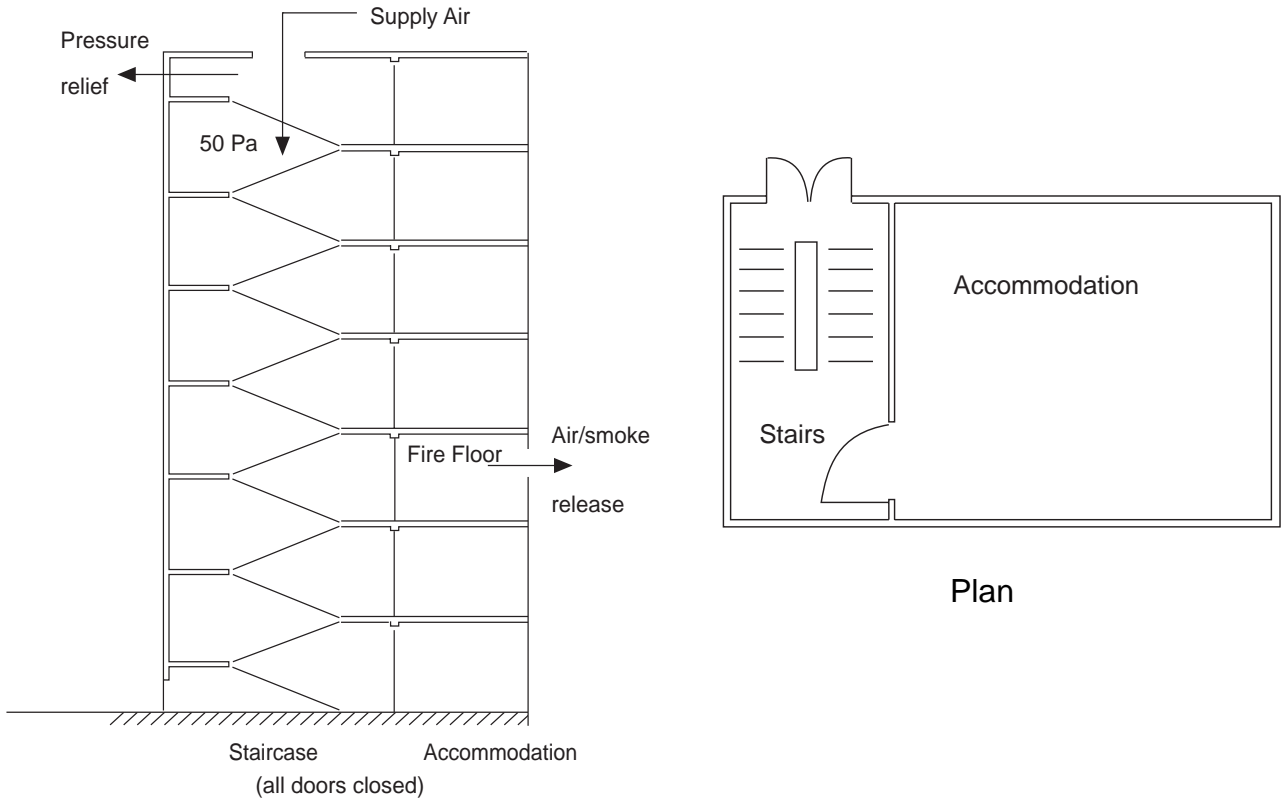 Supply Air
Pressure
relief
50 Pa
Fire Floor
Air/smoke
release
Staircase
Accommodation
(all doors closed)
Accommodation
Stairs
Plan